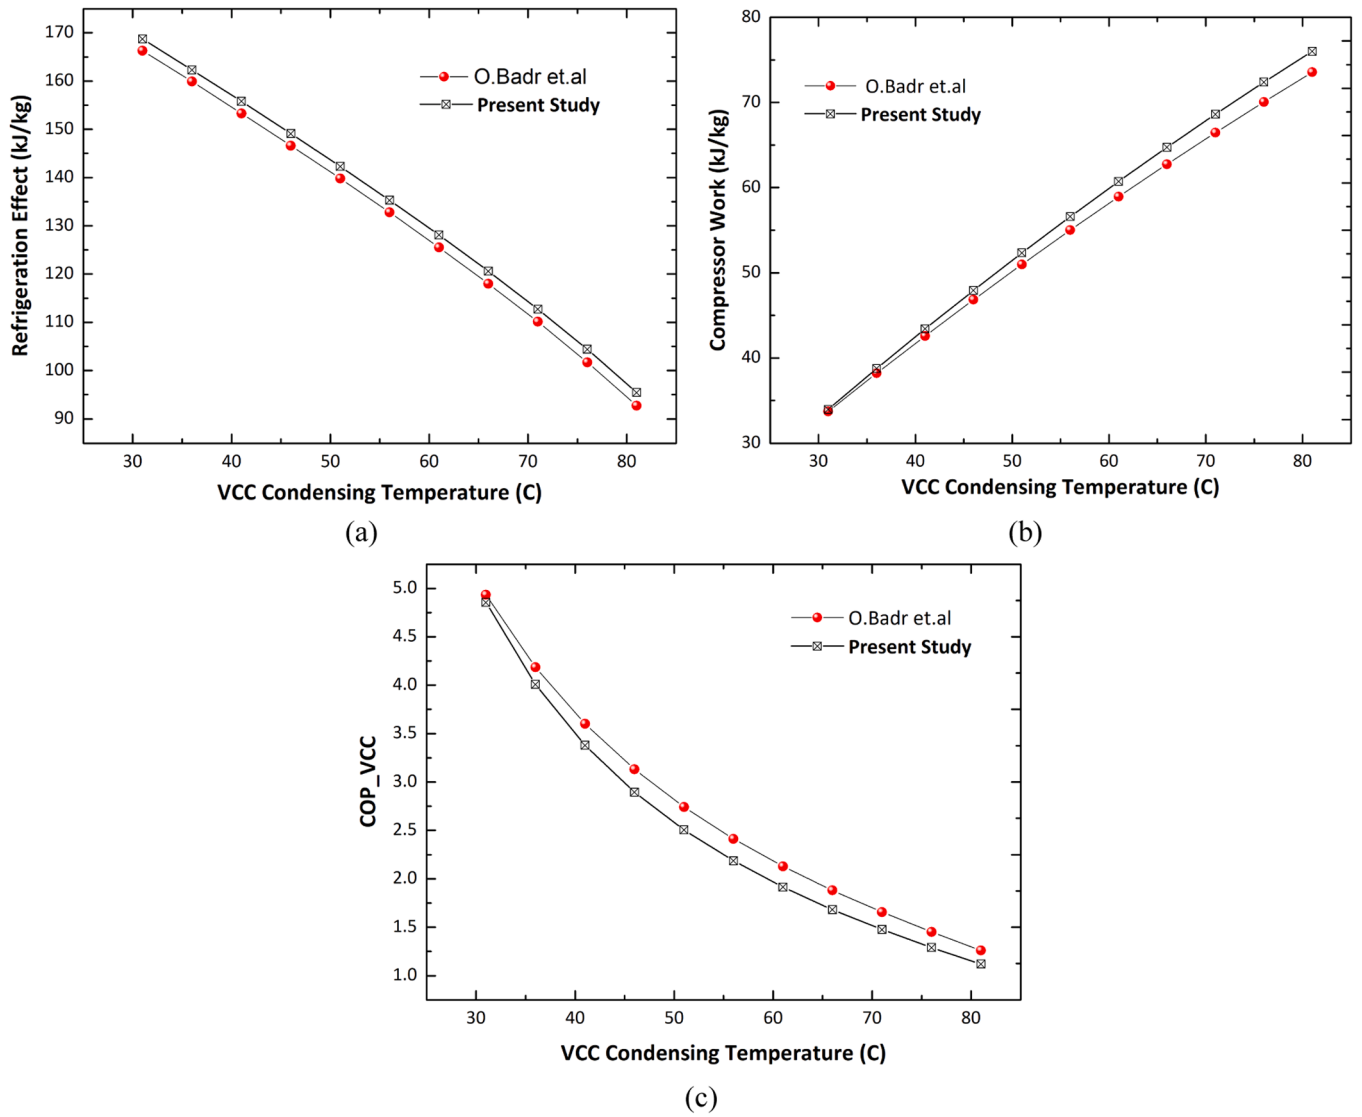 170
160
150
140
130
120
110
100
90
Refrigeration Effect (kJ/kg)
O.Badr et.al
Present Study
30 40 50 60 70 80
VCC Condensing Temperature (C)
(a)
80
70
60
50
40
30
Compressor Work (kJ/kg)
O.Badr et.al
Present Study
30 40 50 60 70 80
VCC Condensing Temperature (C)
(b)
5.0
4.5
4.0
3.5
3.0
2.5
2.0
1.5
1.0
COP_VCC
O.Badr et.al
Present Study
30 40 50 60 70 80
VCC Condensing Temperature (C)
(c)